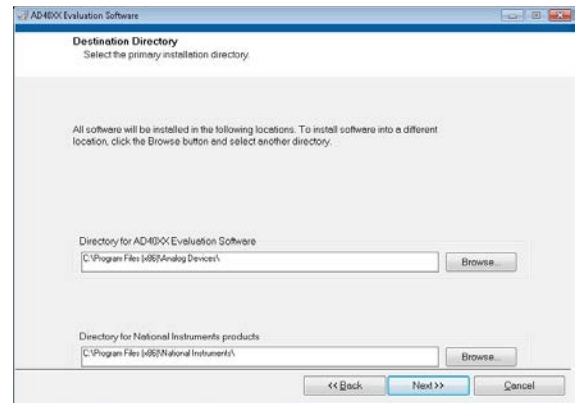 AD40XX Evaluation Software
Destination Directory
Select the primary installation directory.
All software will be installed in the following locations. To install software into a different
location, click the Browse button and select another directory.
Directory for AD40XX Evaluation Software
C:\Program Files (x86)\Analog Devices\
Browse...
Directory for National Instruments products
C:\Program Files (x86)\National Instruments\
Browse...
<< Back
Next >>
Cancel